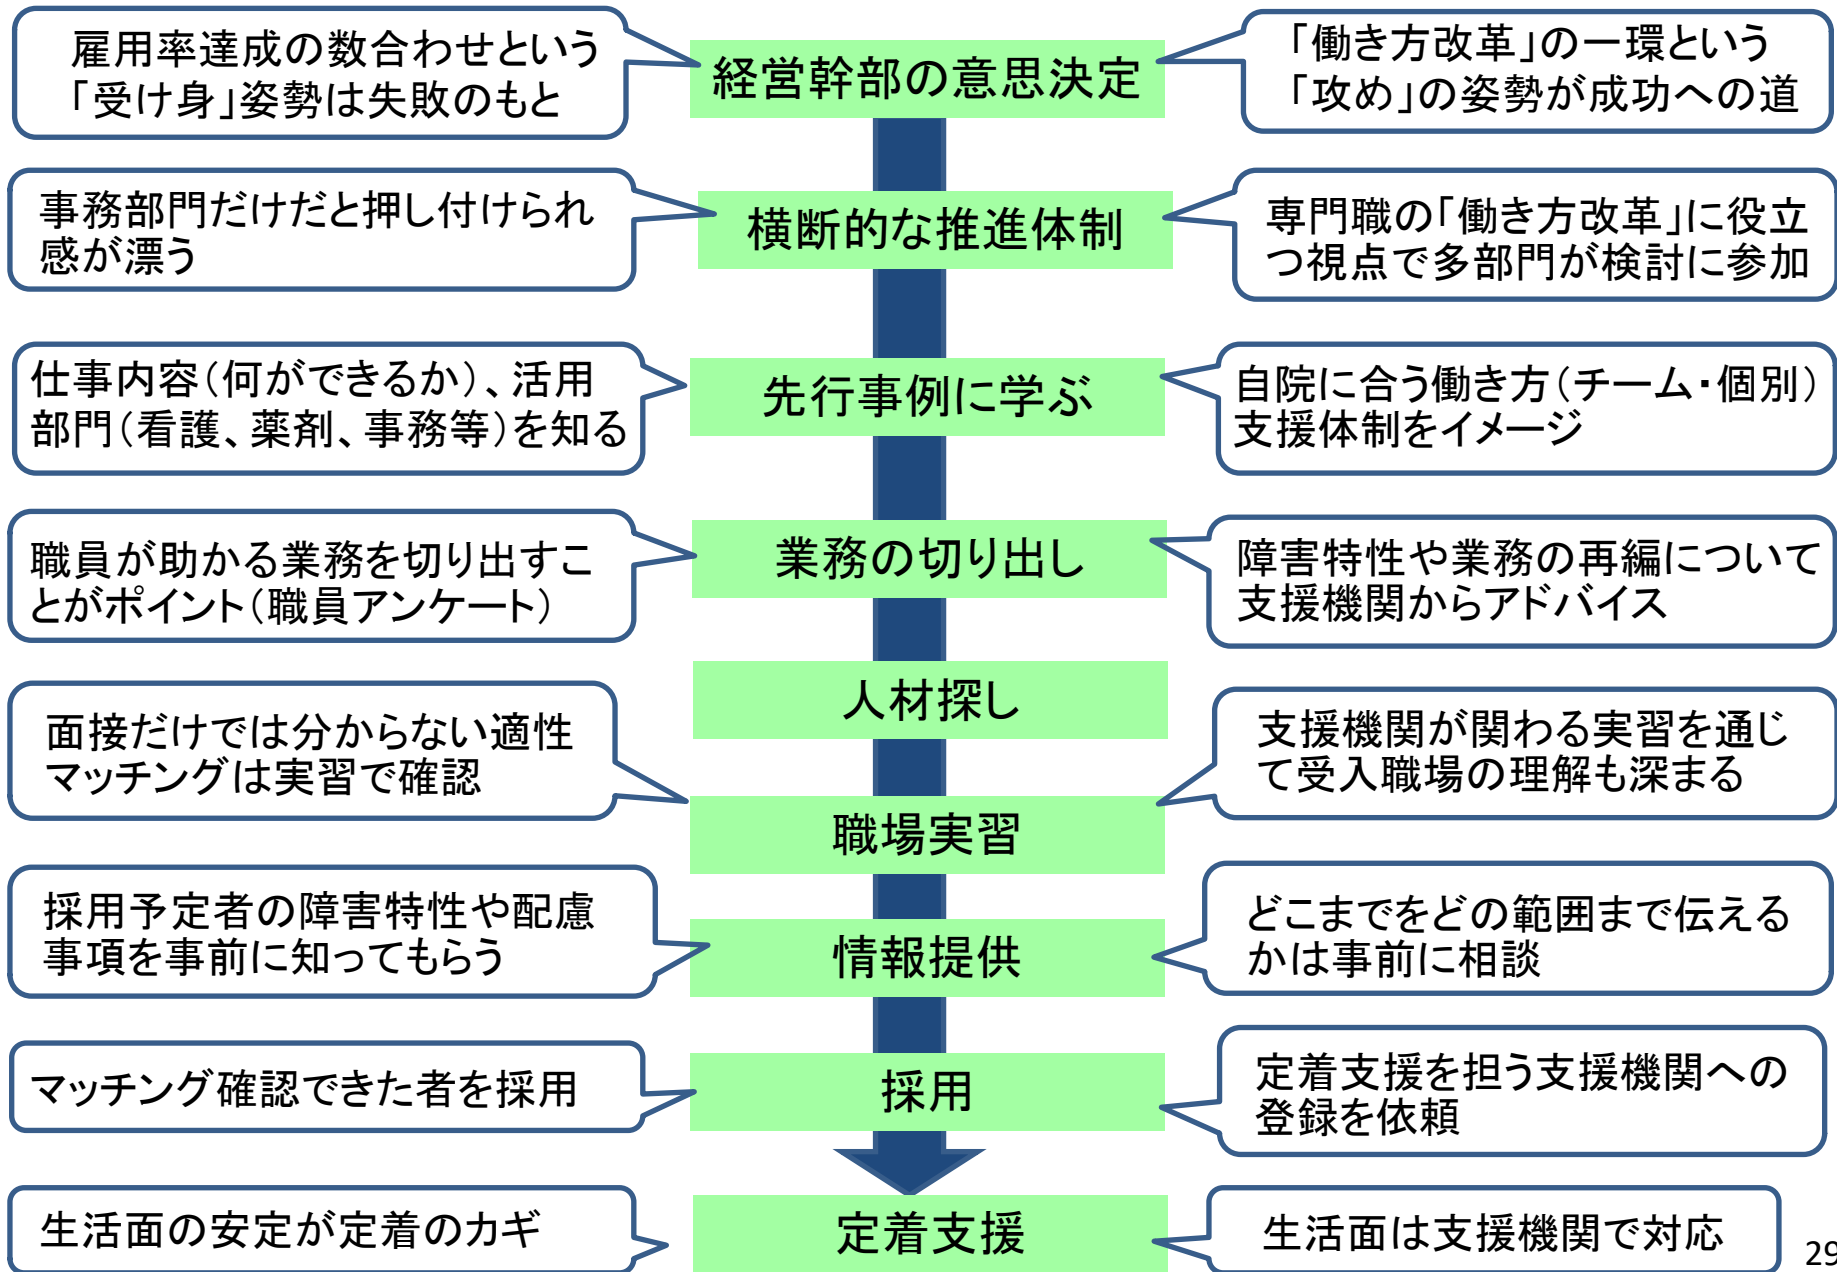 雇用率達成の数合わせという
「受け身」姿勢は失敗のもと
経営幹部の意思決定
「働き方改革」の一環という
「攻め」の姿勢が成功への道
事務部門だけだと押し付けられ
感が漂う
横断的な推進体制
専門職の「働き方改革」に役立
つ視点で多部門が検討に参加
仕事内容(何ができるか)、活用
部門(看護、薬剤、事務等)を知る
先行事例に学ぶ
自院に合う働き方(チーム・個別)
支援体制をイメージ
職員が助かる業務を切り出すこ
とがポイント(職員アンケート)
業務の切り出し
障害特性や業務の再編について
支援機関からアドバイス
人材探し
面接だけでは分からない適性
マッチングは実習で確認
職場実習
支援機関が関わる実習を通じ
て受入職場の理解も深まる
採用予定者の障害特性や配慮
事項を事前に知ってもらう
情報提供
どこまでをどの範囲まで伝える
かは事前に相談
マッチング確認できた者を採用
採用
定着支援を担う支援機関への
登録を依頼
生活面の安定が定着のカギ
定着支援
生活面は支援機関で対応
29